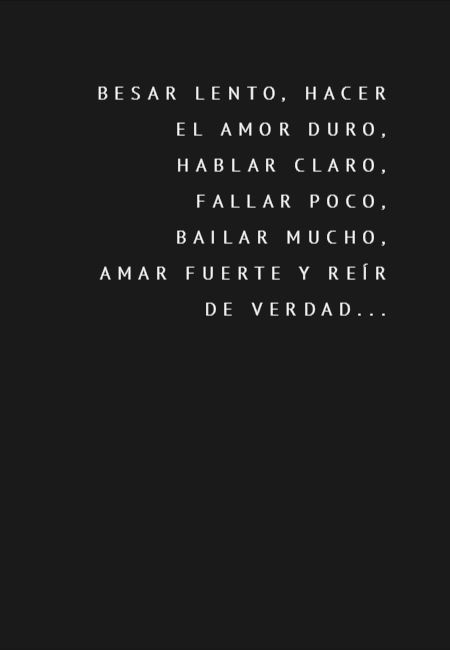 BESAR LENTO, HACER
EL AMOR DURO,
HABLAR CLARO,
FALLAR POCO,
BAILAR MUCHO,
AMAR FUERTE Y REÍR
DE VERDAD...